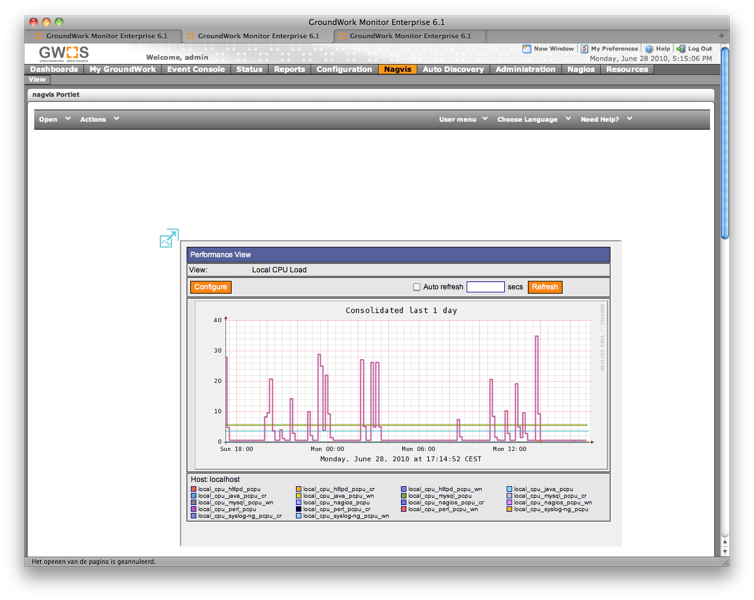 GroundWork Monitor Enterprise 6.1
GroundWork Monitor Enterprise 6.1
GroundWork Monitor Enterprise 6.1
GroundWork Monitor Enterprise 6.1
GWOS
Welcome, admin
New Window
My Preferences
Help
Log Out
Monday, June 28 2010, 5:15:06 PM
Dashboards My GroundWork Event Console Status Reports Configuration Nagvis Auto Discovery Administration Nagios Resources
View
nagvis Portlet
Open Actions User menu Choose Language Need Help?
Performance View
View: Local CPU Load
Configure Auto refresh secs Refresh
Consolidated last 1 day
40
30
20
10
0
Sun 18:00 Mon 00:00 Mon 06:00 Mon 12:00
Monday, June 28, 2010 at 17:14:52 CEST
Host: localhost
local_cpu_httpd_pcpu local_cpu_httpd_pcpu_cr local_cpu_httpd_pcpu_wn local_cpu_java_pcpu
local_cpu_java_pcpu_cr local_cpu_java_pcpu_wn local_cpu_mysql_pcpu local_cpu_mysql_pcpu_cr
local_cpu_mysql_pcpu_wn local_cpu_nagios_pcpu local_cpu_nagios_pcpu_cr local_cpu_nagios_pcpu_wn
local_cpu_perl_pcpu local_cpu_perl_pcpu_cr local_cpu_perl_pcpu_wn local_cpu_syslog-ng_pcpu
local_cpu_syslog-ng_pcpu_cr local_cpu_syslog-ng_pcpu_wn
Het openen van de pagina is geannuleerd.